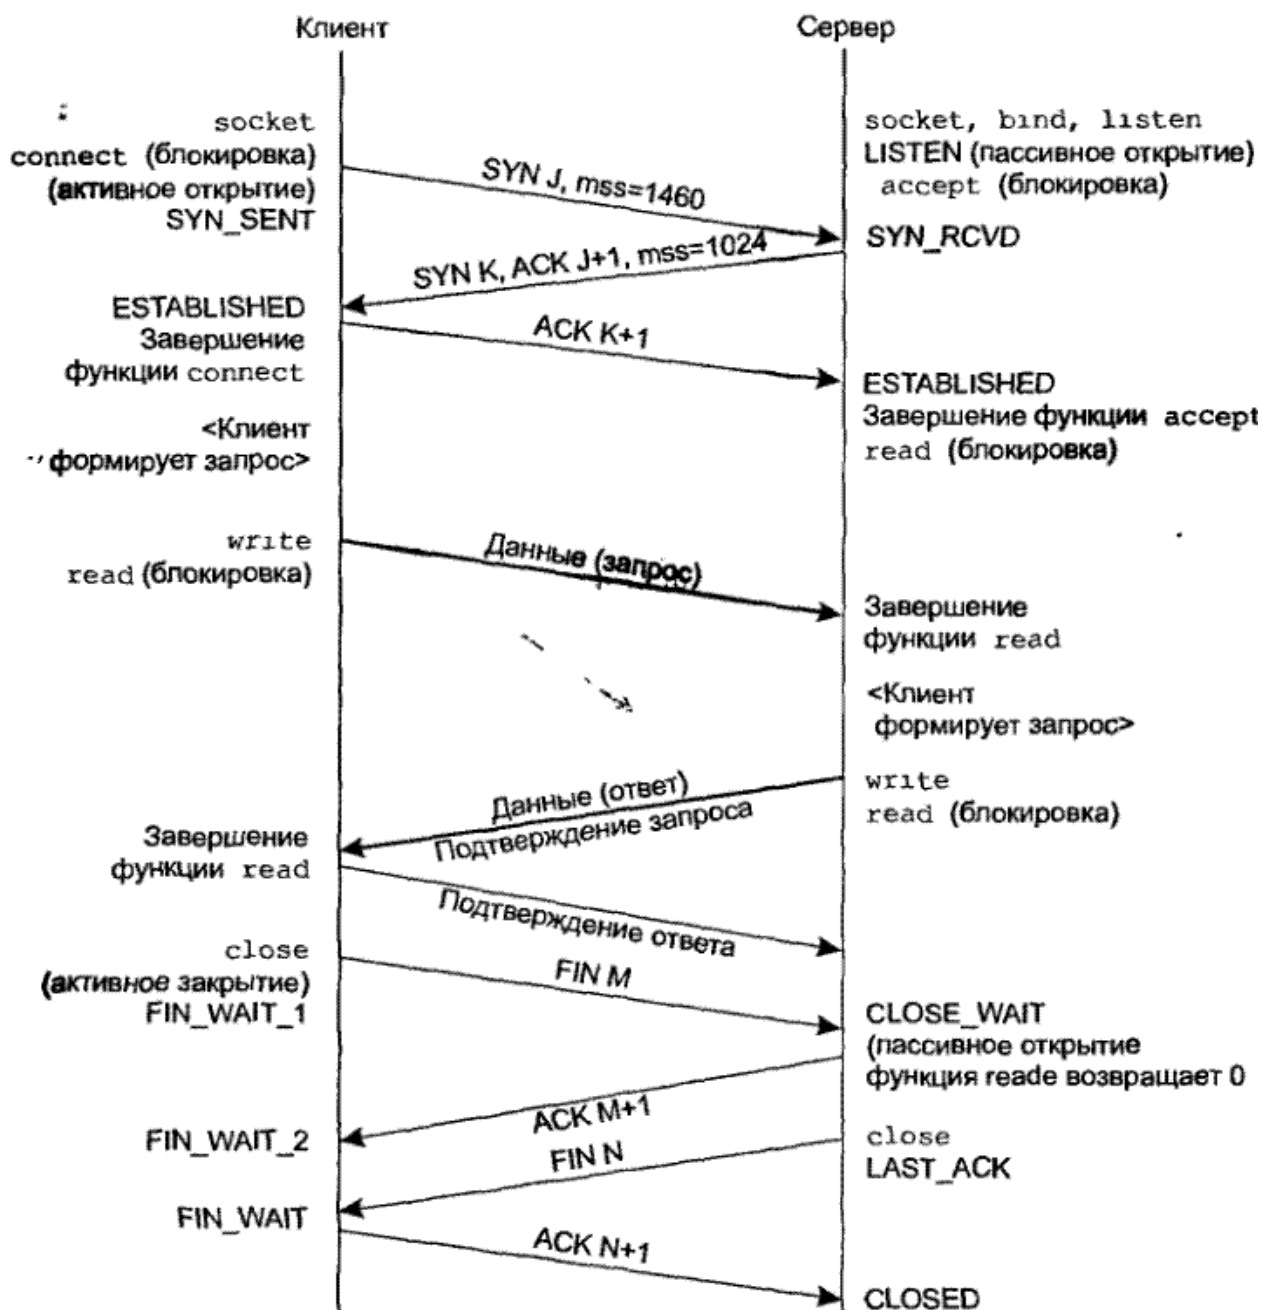 Клиент
Сервер
socket
connect (блокировка)
(активное открытие)
SYN_SENT
socket, bind, listen
LISTEN (пассивное открытие)
accept (блокировка)
SYN J, mss=1460
SYN_RCVD
SYN K, ACK J+1, mss=1024
ESTABLISHED
Завершение
функции connect
ACK K+1
ESTABLISHED
Завершение функции accept
read (блокировка)
<Клиент
формирует запрос>
write
read (блокировка)
Данные (запрос)
Завершение
функции read
<Клиент
формирует запрос>
write
read (блокировка)
Данные (ответ)
Подтверждение запроса
Завершение
функции read
Подтверждение ответа
close
(активное закрытие)
FIN_WAIT_1
FIN M
CLOSE_WAIT
(пассивное открытие
функция reade возвращает 0
ACK M+1
FIN_WAIT_2
close
LAST_ACK
FIN N
FIN_WAIT
ACK N+1
CLOSED